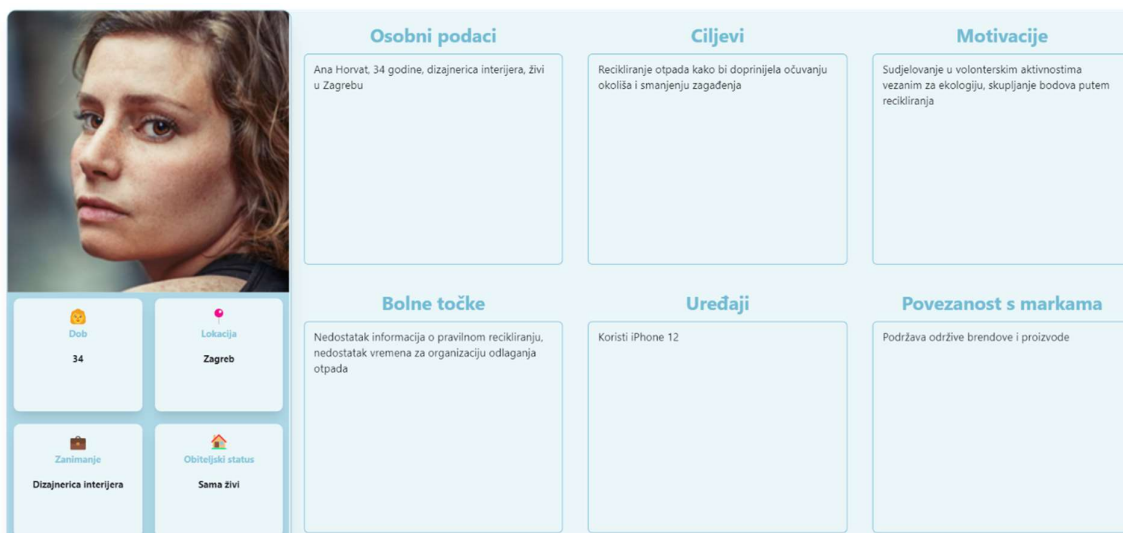 Osobni podaci
Ana Horvat, 34 godine, dizajnerica interijera, živi
u Zagrebu
Ciljevi
Recikliranje otpada kako bi doprinijela očuvanju
okoliša i smanjenju zagađenja
Motivacije
Sudjelovanje u volonterskim aktivnostima
vezanim za ekologiju, skupljanje bodova putem
recikliranja
Dob
34
Lokacija
Zagreb
Zanimanje
Dizajnerica interijera
Obiteljski status
Sama živi
Bolne točke
Nedostatak informacija o pravilnom recikliranju,
nedostatak vremena za organizaciju odlaganja
otpada
Uređaji
Koristi iPhone 12
Povezanost s markama
Podržava održive brendove i proizvode